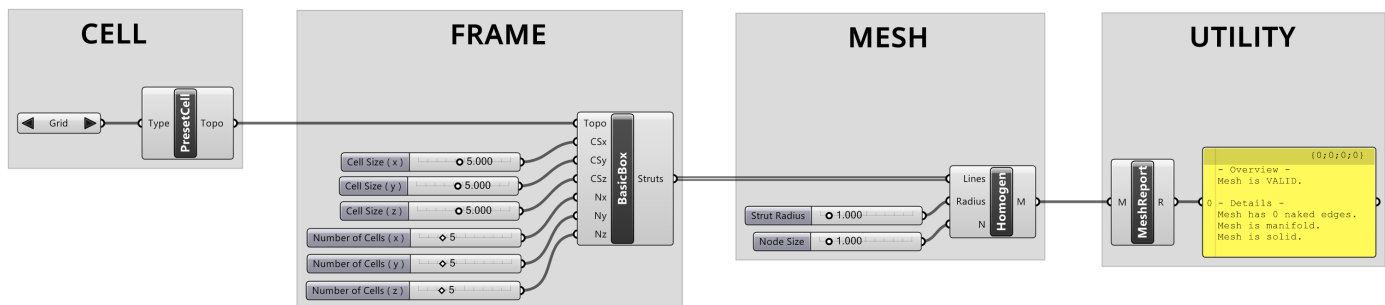 CELL
FRAME
MESH
UTILITY
Grid
Type
PresetCell
Topo
Cell Size ( x )
5.000
Cell Size ( y )
5.000
Cell Size ( z )
5.000
Number of Cells ( x )
5
Number of Cells ( y )
5
Number of Cells ( z )
5
Topo
CSx
CSy
CSz
Nx
Ny
Nz
BasicBox
Struts
Strut Radius
1.000
Node Size
1.000
Lines
Radius
N
Homogen
M
M
MeshReport
R
{0;0;0;0}
- Overview -
Mesh is VALID.
0 - Details -
Mesh has 0 naked edges.
Mesh is manifold.
Mesh is solid.